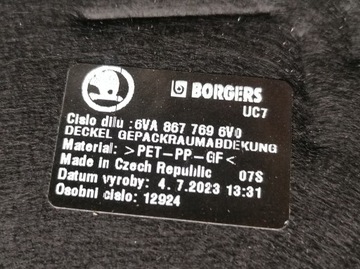 BORGERS
UC7
Cislo dilu :6VA 867 769 6V0
DECKEL GEPACKRAUMABDEKUNG
Material: >PET-PP-GF<
Made in Czech Republic 07S
Datum vyroby: 4.7.2023 13:31
Osobni cislo: 12924